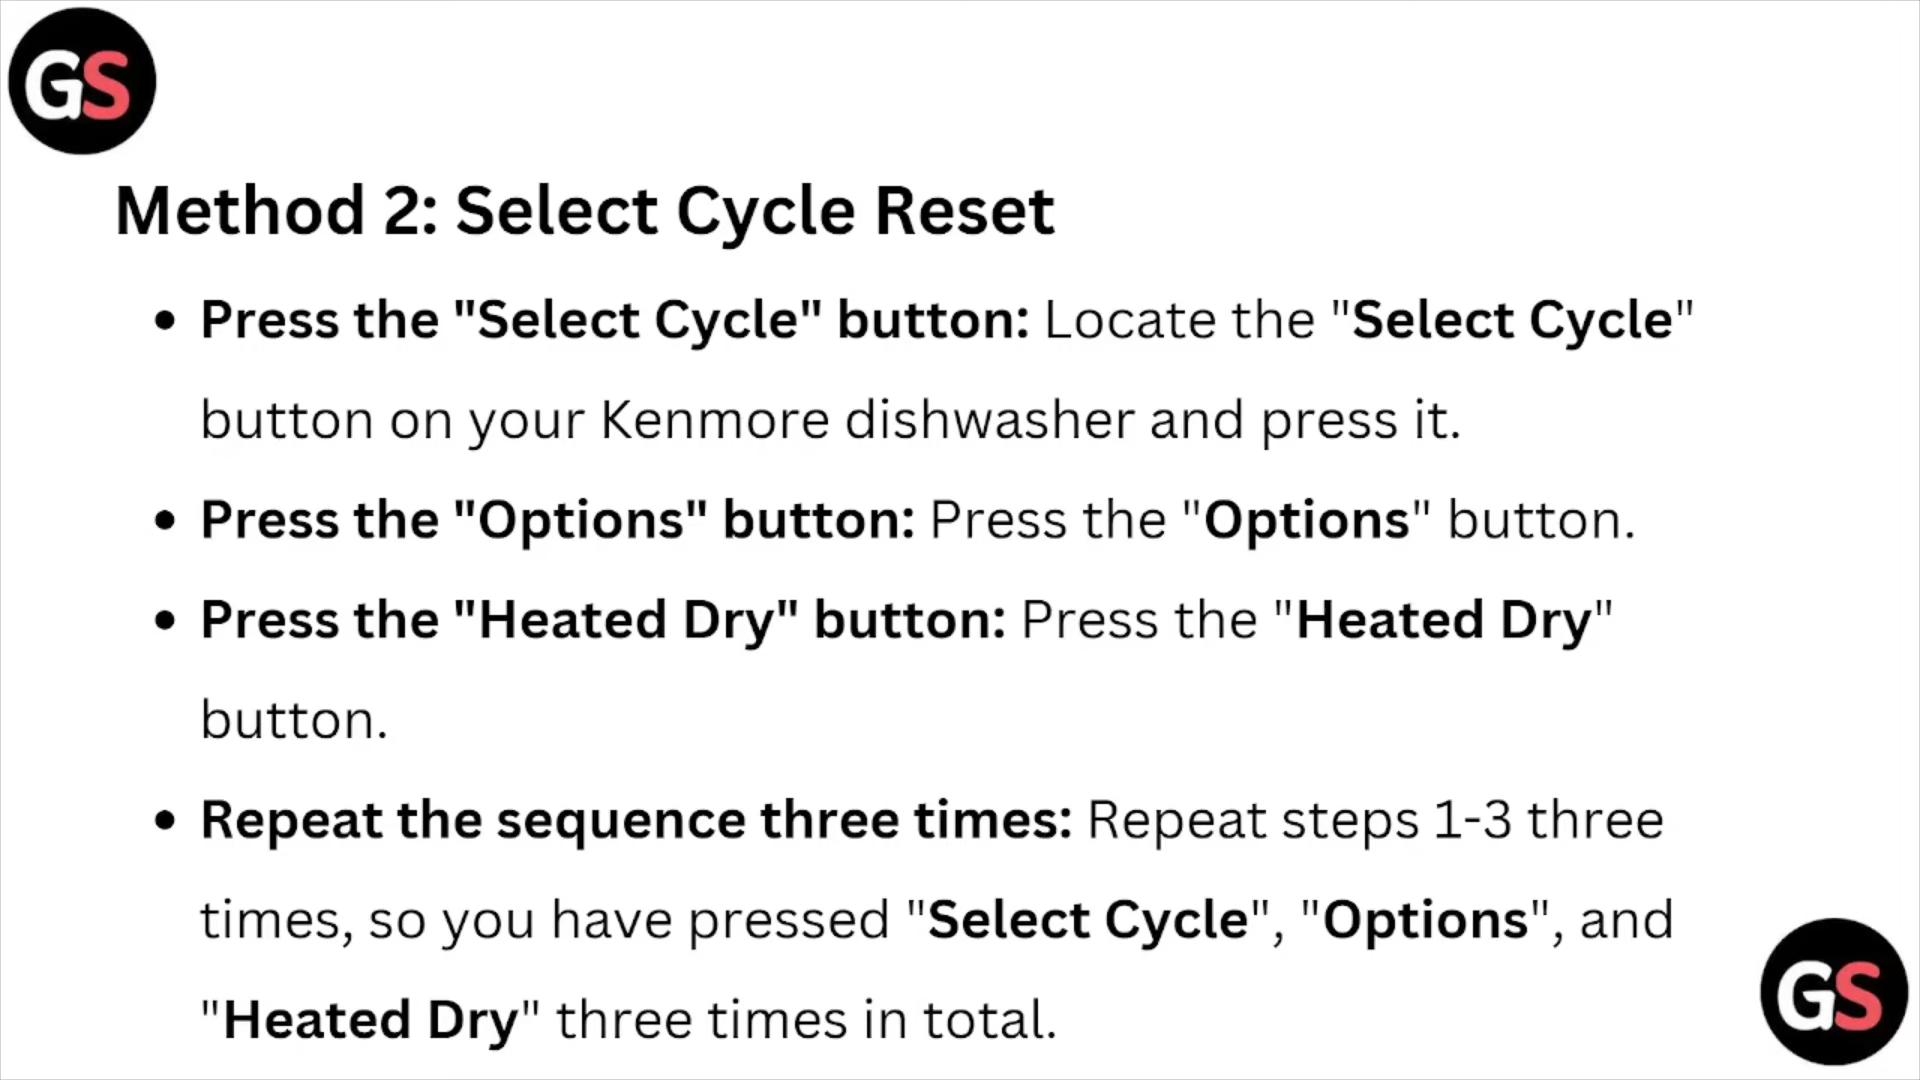 GS
Method 2: Select Cycle Reset
• Press the "Select Cycle" button: Locate the "Select Cycle"
button on your Kenmore dishwasher and press it.
• Press the "Options" button: Press the "Options" button.
• Press the "Heated Dry" button: Press the "Heated Dry"
button.
• Repeat the sequence three times: Repeat steps 1-3 three
times, so you have pressed "Select Cycle", "Options", and
"Heated Dry" three times in total.
GS